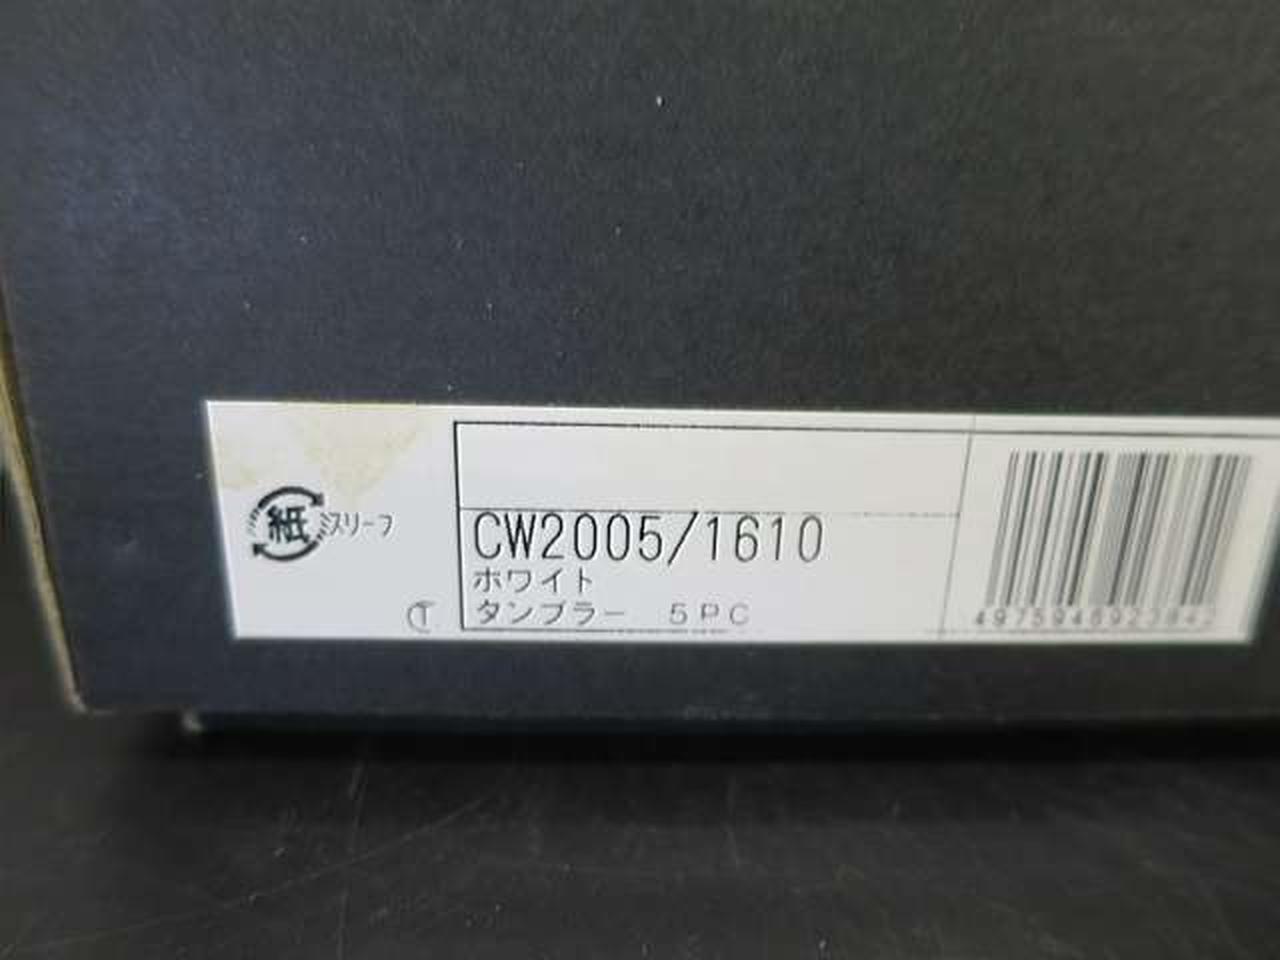 紙 スリーブ
CW2005/1610
ホワイト
タンブラー 5PC
T